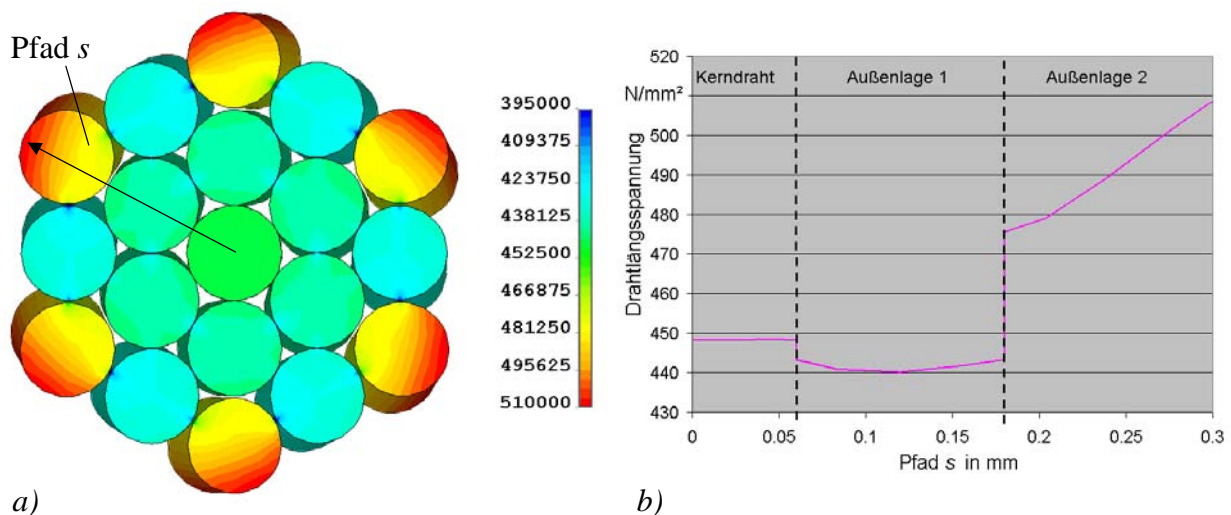 Pfad s
395000
409375
423750
438125
452500
466875
481250
495625
510000
a)
520
N/mm²
500
490
480
470
460
450
440
430
Drahtlängsspannung
Kerndraht
Außenlage 1
Außenlage 2
0
0.05
0.1
0.15
0.2
0.25
0.3
Pfad s in mm
b)